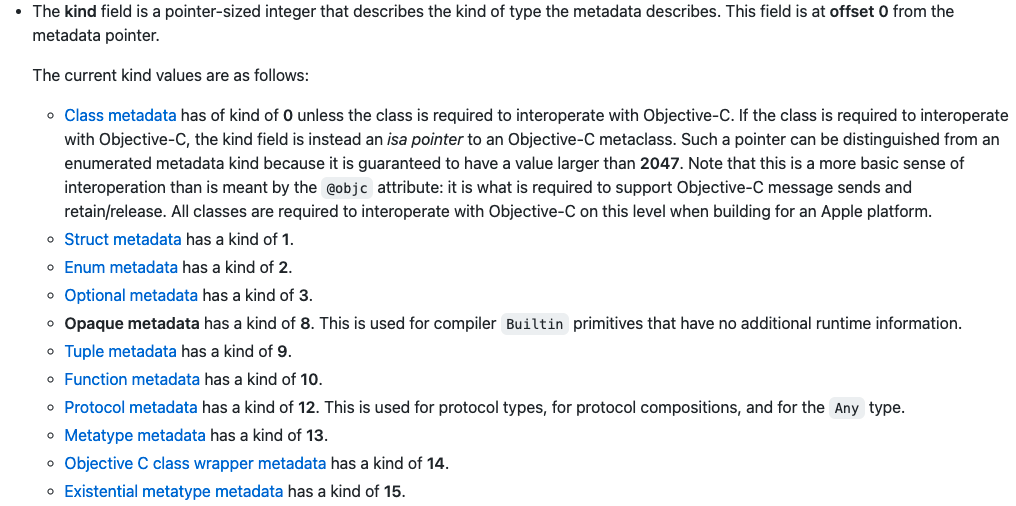 The kind field is a pointer-sized integer that describes the kind of type the metadata describes. This field is at offset 0 from the
metadata pointer.
The current kind values are as follows:
Class metadata has of kind of 0 unless the class is required to interoperate with Objective-C. If the class is required to interoperate
with Objective-C, the kind field is instead an isa pointer to an Objective-C metaclass. Such a pointer can be distinguished from an
enumerated metadata kind because it is guaranteed to have a value larger than 2047. Note that this is a more basic sense of
interoperation than is meant by the @objc attribute: it is what is required to support Objective-C message sends and
retain/release. All classes are required to interoperate with Objective-C on this level when building for an Apple platform.
Struct metadata has a kind of 1.
Enum metadata has a kind of 2.
Optional metadata has a kind of 3.
Opaque metadata has a kind of 8. This is used for compiler Builtin primitives that have no additional runtime information.
Tuple metadata has a kind of 9.
Function metadata has a kind of 10.
Protocol metadata has a kind of 12. This is used for protocol types, for protocol compositions, and for the Any type.
Metatype metadata has a kind of 13.
Objective C class wrapper metadata has a kind of 14.
Existential metatype metadata has a kind of 15.